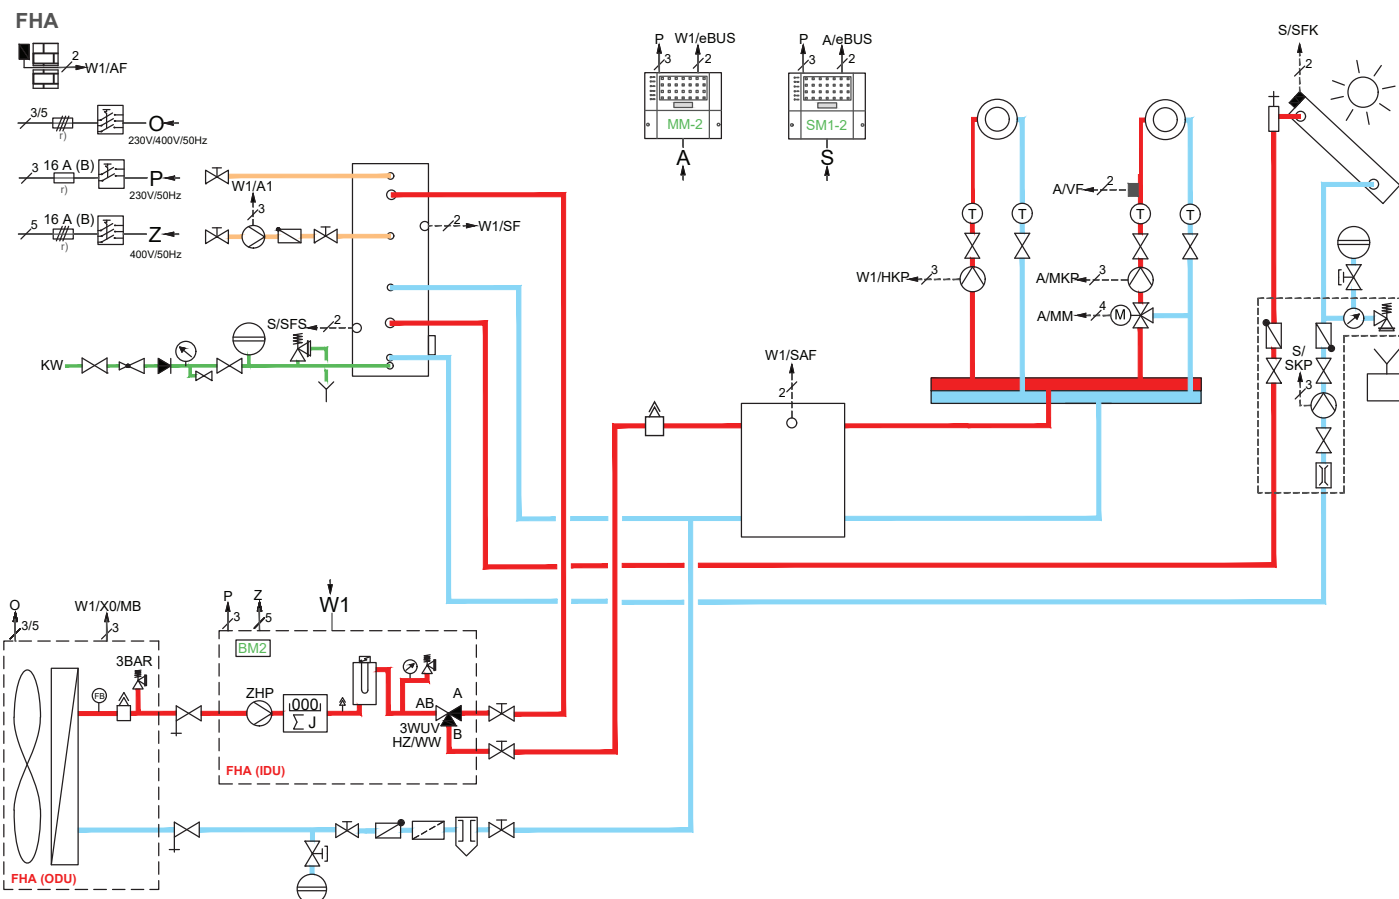 FHA
2
W1/AF
3/5
r)
O
230V/400V/50Hz
3
16 A (B)
r)
P
230V/50Hz
5
16 A (B)
r)
Z
400V/50Hz
W1/A1
3
2
W1/SF
S/SFS
2
KW
P
W1/eBUS
3
2
MM-2
A
P
A/eBUS
3
2
SM1-2
S
T
T
T
T
A/VF
2
W1/HKP
3
A/MKP
3
A/MM
4
M
S/SFK
2
S/
SKP
3
W1/SAF
2
O
3/5
W1/X0/MB
3
3BAR
FB
FHA (ODU)
P
3
Z
5
W1
BM2
ZHP
000
∑ J
AB
A
B
3WUV
HZ/WW
FHA (IDU)